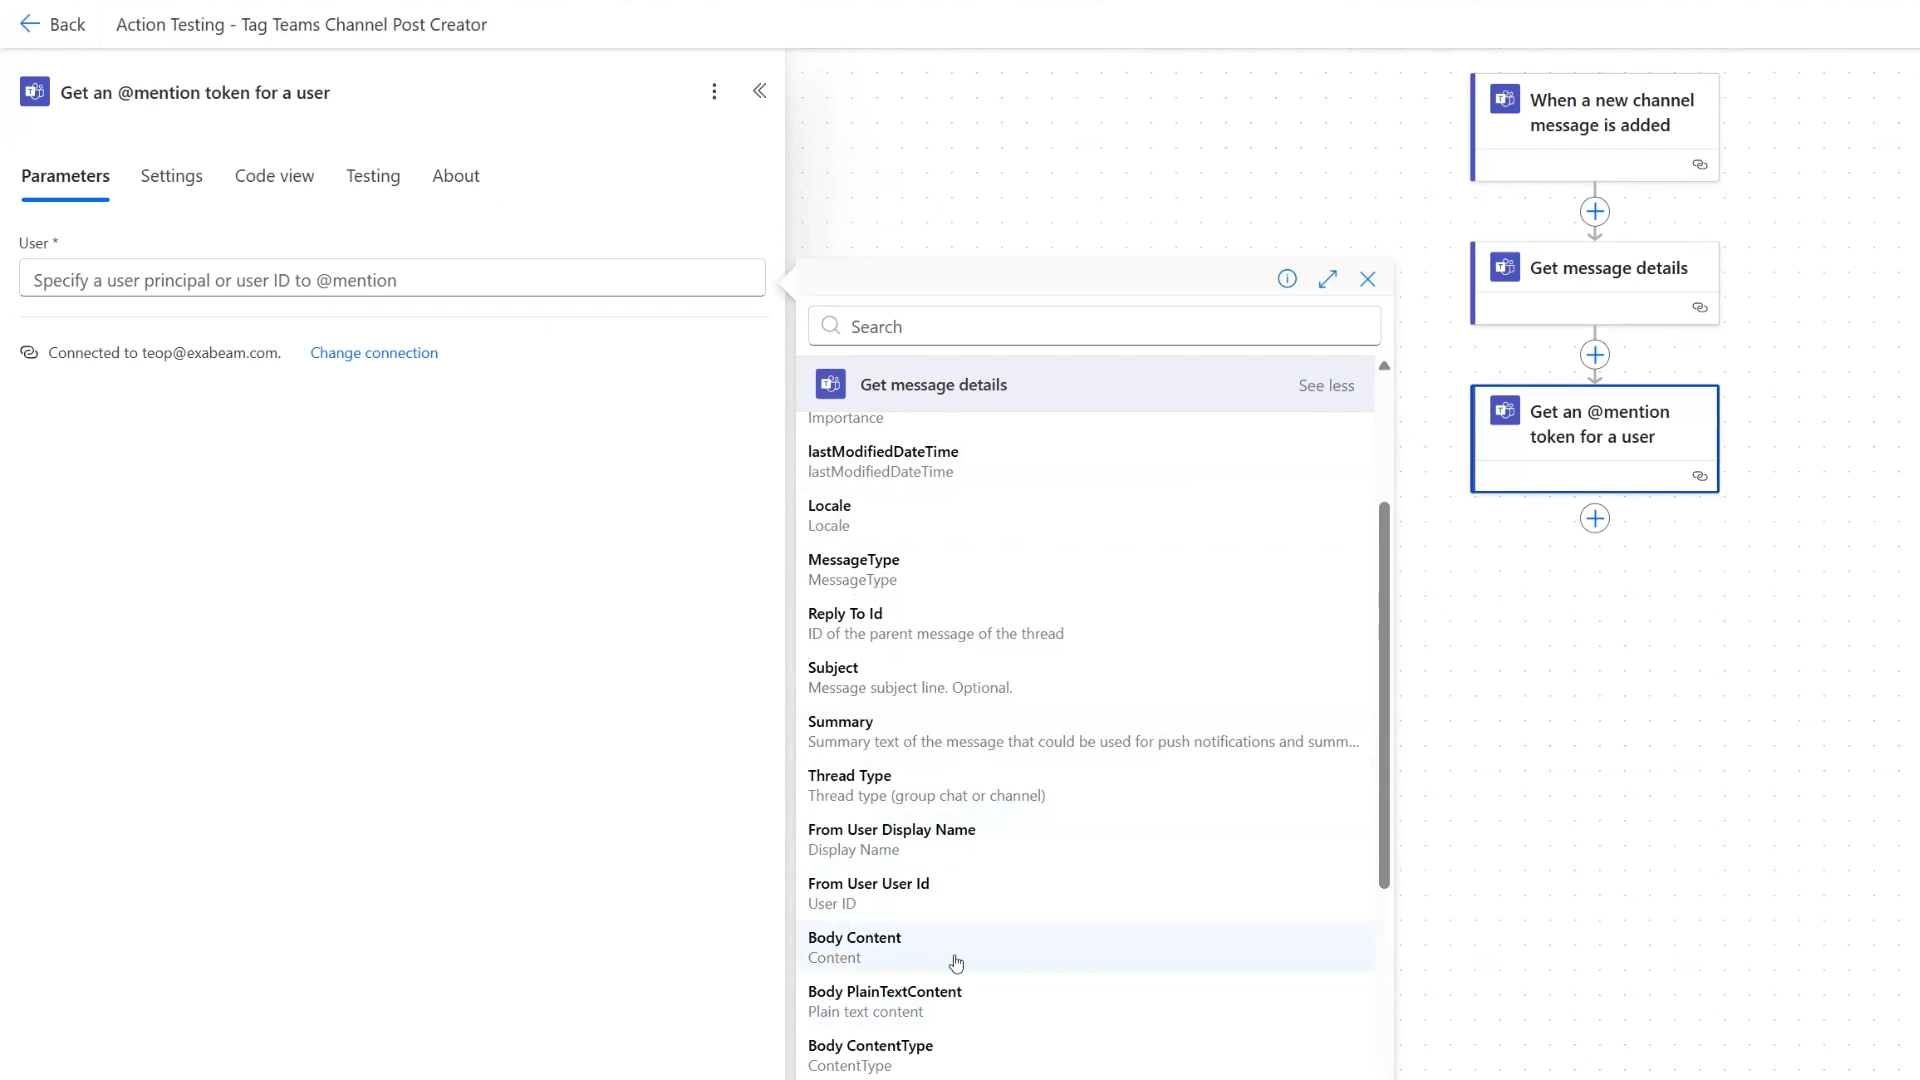 Back
Action Testing - Tag Teams Channel Post Creator
Get an @mention token for a user
Parameters
Settings
Code view
Testing
About
User *
Specify a user principal or user ID to @mention
Connected to teop@exabeam.com.
Change connection
Search
Get message details
See less
Importance
lastModifiedDateTime
lastModifiedDateTime
Locale
Locale
MessageType
MessageType
Reply To Id
ID of the parent message of the thread
Subject
Message subject line. Optional.
Summary
Summary text of the message that could be used for push notifications and summ...
Thread Type
Thread type (group chat or channel)
From User Display Name
Display Name
From User User Id
User ID
Body Content
Content
Body PlainTextContent
Plain text content
Body ContentType
ContentType
When a new channel
message is added
Get message details
Get an @mention
token for a user